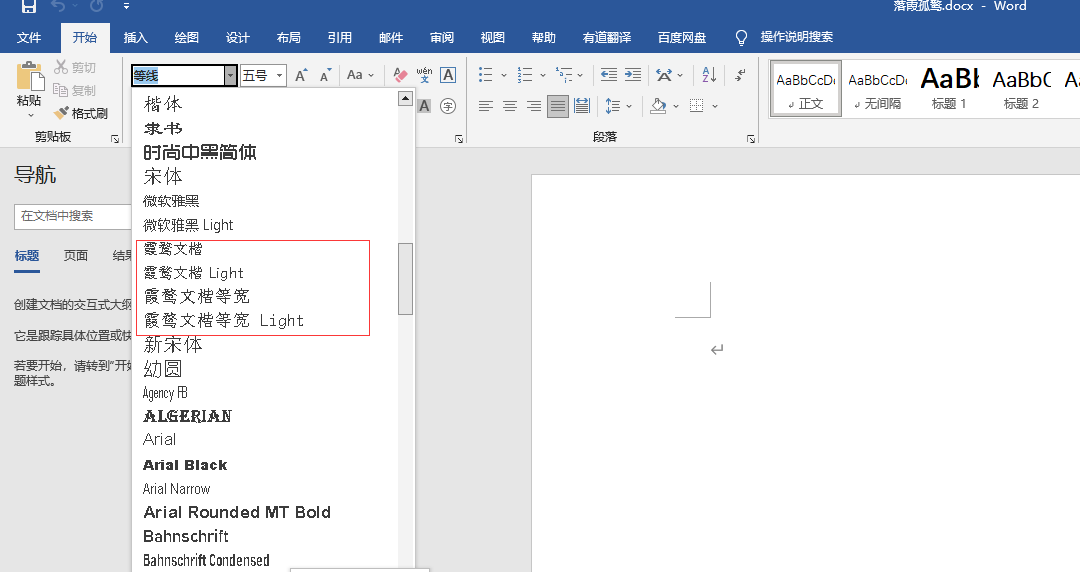 落霞孤鹜.docx - Word
文件 开始 插入 绘图 设计 布局 引用 邮件 审阅 视图 帮助 有道翻译 百度网盘 操作说明搜索
粘贴
剪切
复制
格式刷
剪贴板
等线 五号 A A Aa wén 文 A
A 字
段落
AaBbCcDd AaBbCcDd AaBb AaBbC
正文 无间隔 标题 1 标题 2
导航
在文档中搜索
标题 页面 结果
创建文档的交互式大纲
它是跟踪具体位置或快
若要开始，请转到“开始
题样式。
楷体
隶书
时尚中黑简体
宋体
微软雅黑
微软雅黑 Light
霞鹜文楷
霞鹜文楷 Light
霞鹜文楷等宽
霞鹜文楷等宽 Light
新宋体
幼圆
Agency FB
ALGERIAN
Arial
Arial Black
Arial Narrow
Arial Rounded MT Bold
Bahnschrift
Bahnschrift Condensed